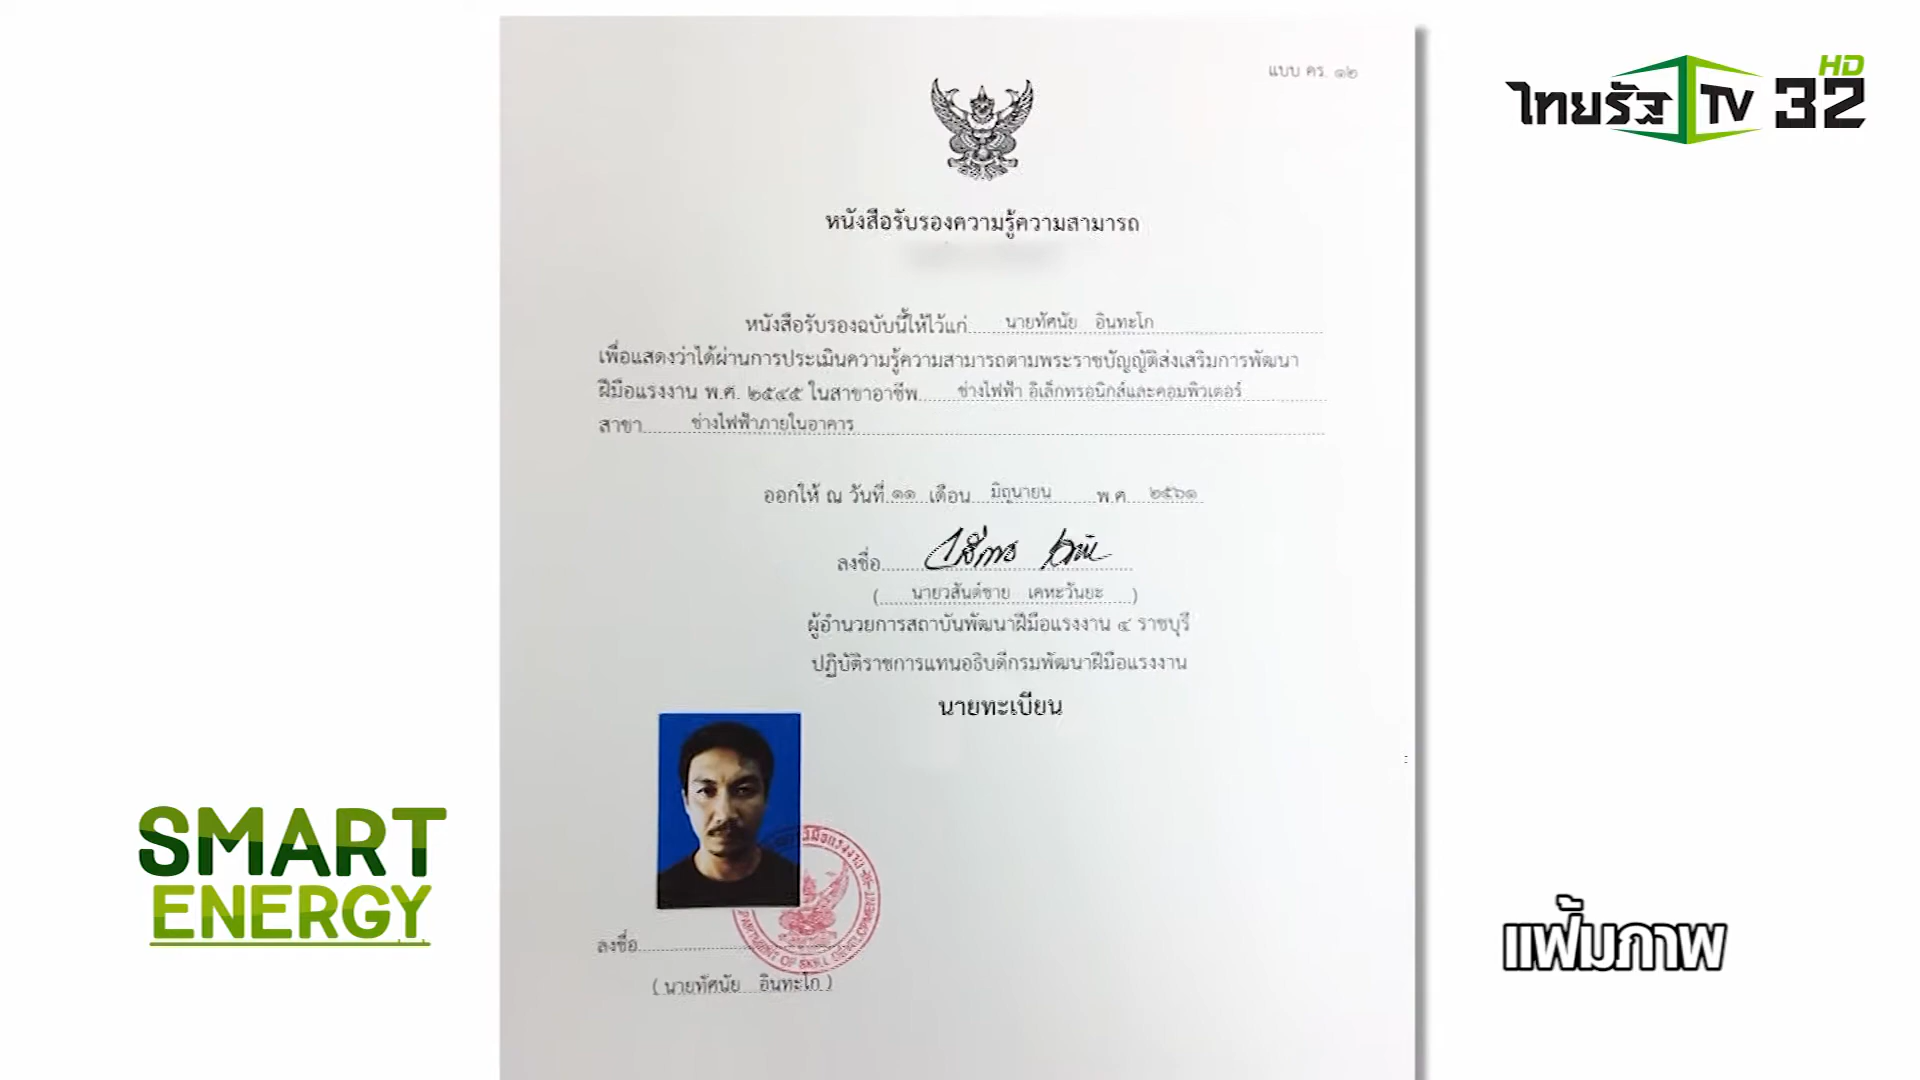 แบบ คร. ๑๒
ไทยรัฐ TV 32 HD
หนังสือรับรองความรู้ความสามารถ
หนังสือรับรองฉบับนี้ให้ไว้แก่ นายทัศนัย อินทะโก
เพื่อแสดงว่าได้ผ่านการประเมินความรู้ความสามารถตามพระราชบัญญัติส่งเสริมการพัฒนา
ฝีมือแรงงาน พ.ศ. ๒๕๔๕ ในสาขาอาชีพ ช่างไฟฟ้า อิเล็กทรอนิกส์และคอมพิวเตอร์
สาขา ช่างไฟฟ้าภายในอาคาร
ออกให้ ณ วันที่ ๑๑ เดือน มิถุนายน พ.ศ. ๒๕๖๑
ลงชื่อ
( นายวสันต์ชาย เคหะวันยะ )
ผู้อำนวยการสถาบันพัฒนาฝีมือแรงงาน ๔ ราชบุรี
ปฏิบัติราชการแทนอธิบดีกรมพัฒนาฝีมือแรงงาน
นายทะเบียน
SMART
ENERGY
OF SKILL DEVELOPMENT
ลงชื่อ
( นายทัศนัย อินทะโก )
แฟ้มภาพ